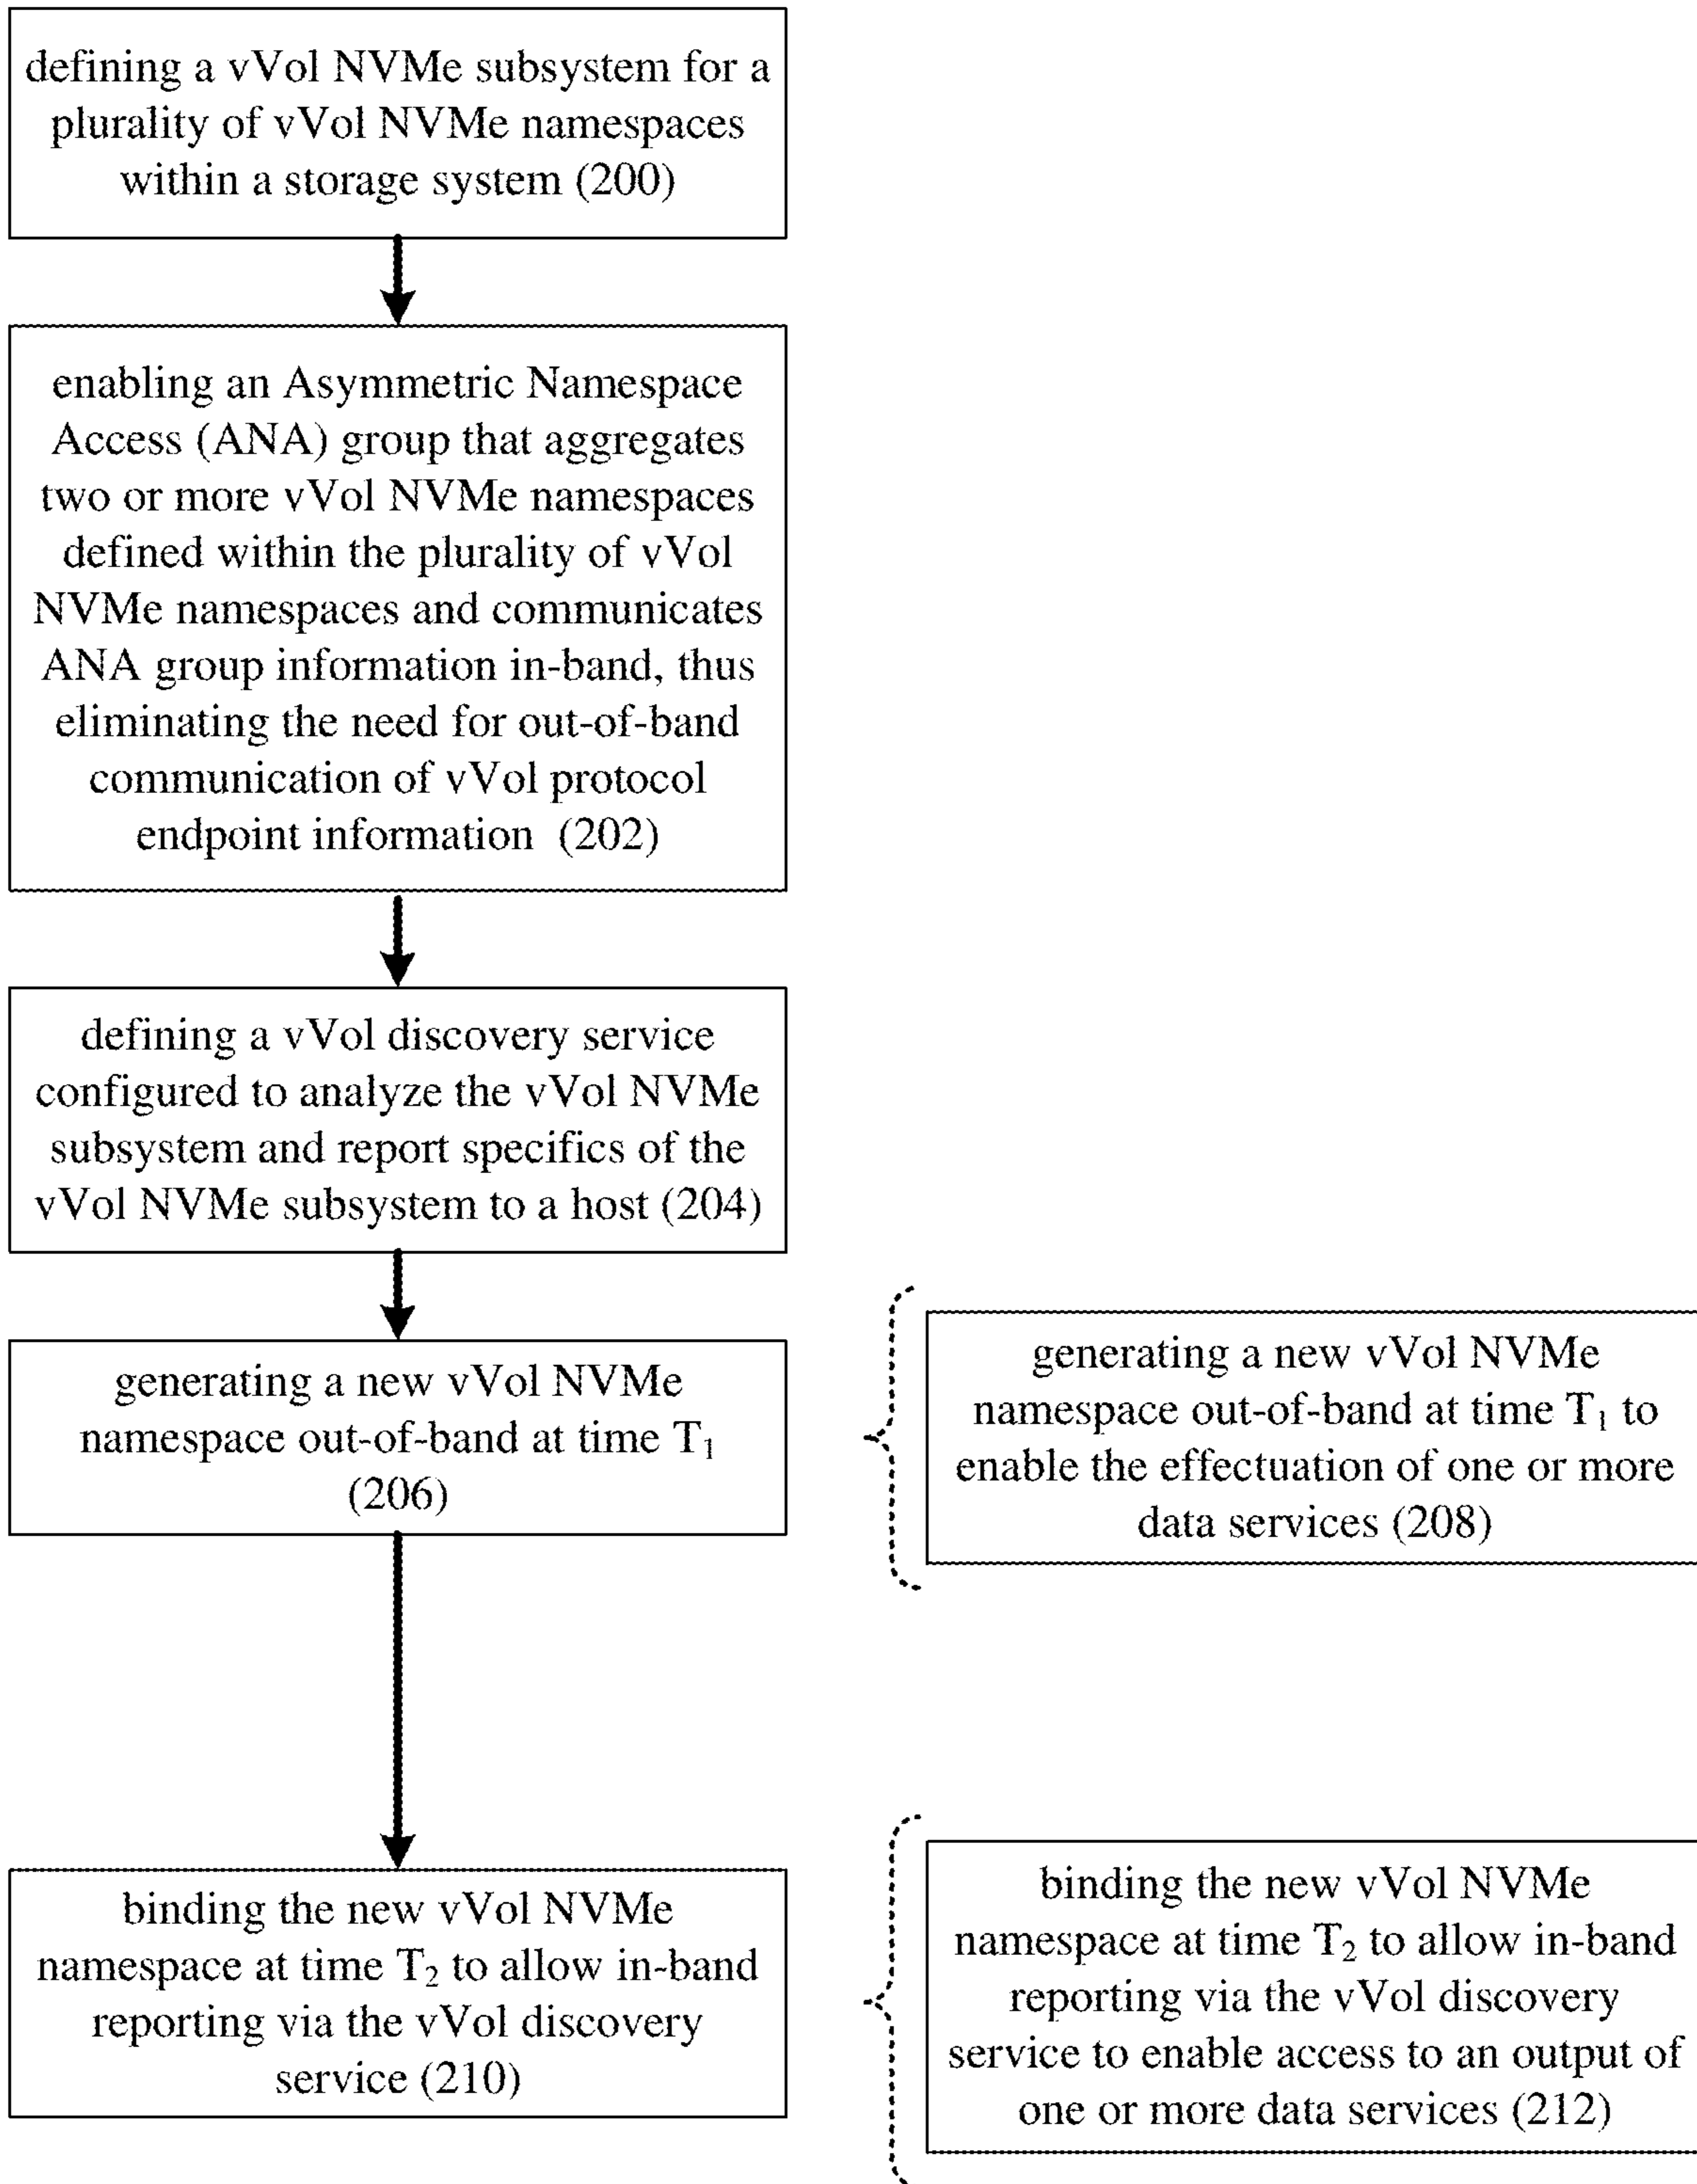 defining a vVol NVMe subsystem for a
plurality of vVol NVMe namespaces
within a storage system (200)
enabling an Asymmetric Namespace
Access (ANA) group that aggregates
two or more vVol NVMe namespaces
defined within the plurality of vVol
NVMe namespaces and communicates
ANA group information in-band, thus
eliminating the need for out-of-band
communication of vVol protocol
endpoint information (202)
defining a vVol discovery service
configured to analyze the vVol NVMe
subsystem and report specifics of the
vVol NVMe subsystem to a host (204)
generating a new vVol NVMe
namespace out-of-band at time T₁
(206)
generating a new vVol NVMe
namespace out-of-band at time T₁ to
enable the effectuation of one or more
data services (208)
binding the new vVol NVMe
namespace at time T₂ to allow in-band
reporting via the vVol discovery
service (210)
binding the new vVol NVMe
namespace at time T₂ to allow in-band
reporting via the vVol discovery
service to enable access to an output of
one or more data services (212)